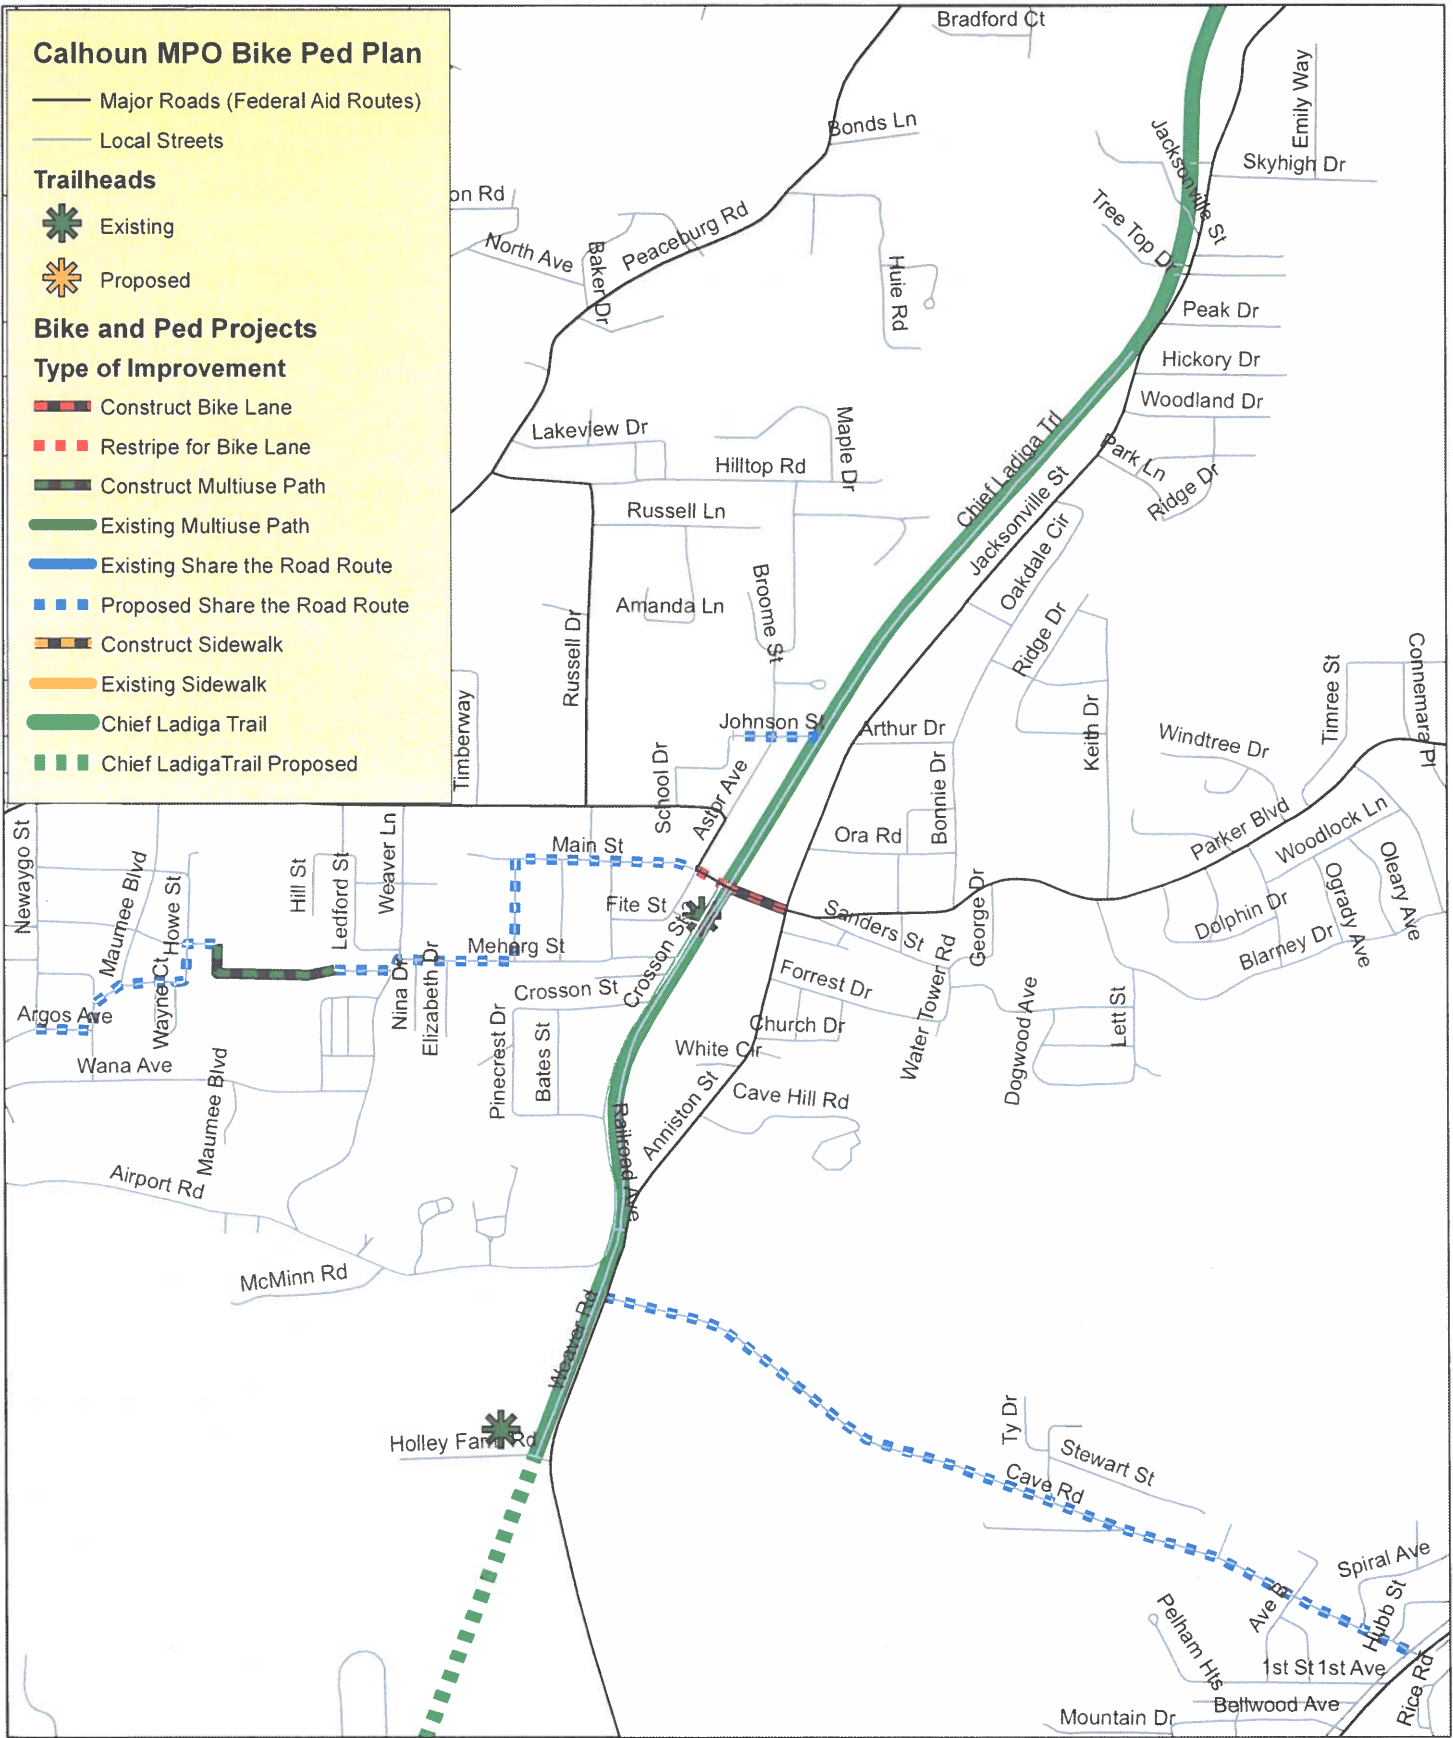 Calhoun MPO Bike Ped Plan
Major Roads (Federal Aid Routes)
Local Streets
Trailheads
Existing
Proposed
Bike and Ped Projects
Type of Improvement
Construct Bike Lane
Restripe for Bike Lane
Construct Multiuse Path
Existing Multiuse Path
Existing Share the Road Route
Proposed Share the Road Route
Construct Sidewalk
Existing Sidewalk
Chief Ladiga Trail
Chief LadigaTrail Proposed
Bradford Ct
Bonds Ln
Emily Way
Skyhigh Dr
Jacksonville St
Tree Top Dr
on Rd
North Ave
Baker Dr
Peaceburg Rd
Huie Rd
Peak Dr
Hickory Dr
Woodland Dr
Park Ln
Ridge Dr
Lakeview Dr
Hilltop Rd
Maple Dr
Chief Ladiga Trl
Jacksonville St
Russell Ln
Oakdale Cir
Amanda Ln
Broome St
Ridge Dr
Russell Dr
Timberway
Johnson St
Arthur Dr
Keith Dr
Windtree Dr
Timree St
Connemara Pl
School Dr
Astor Ave
Bonnie Dr
Ora Rd
Parker Blvd
Woodlock Ln
Oleary Ave
Ogrady Ave
Dolphin Dr
Blarney Dr
Newaygo St
Maumee Blvd
Howe St
Hill St
Ledford St
Weaver Ln
Main St
Fite St
Meharg St
Sanders St
George Dr
Crosson St
Crosson St
Forrest Dr
Water Tower Rd
Argos Ave
Wayne Ct
Nina Dr
Elizabeth Dr
Pinecrest Dr
Bates St
Church Dr
White Cir
Dogwood Ave
Lett St
Wana Ave
Maumee Blvd
Cave Hill Rd
Anniston St
Railroad Ave
Airport Rd
McMinn Rd
Weaver Rd
Holley Farm Rd
Ty Dr
Stewart St
Cave Rd
Spiral Ave
Hubb St
Ave B
Pelham Hts
1st St
1st Ave
Bellwood Ave
Mountain Dr
Rice Rd